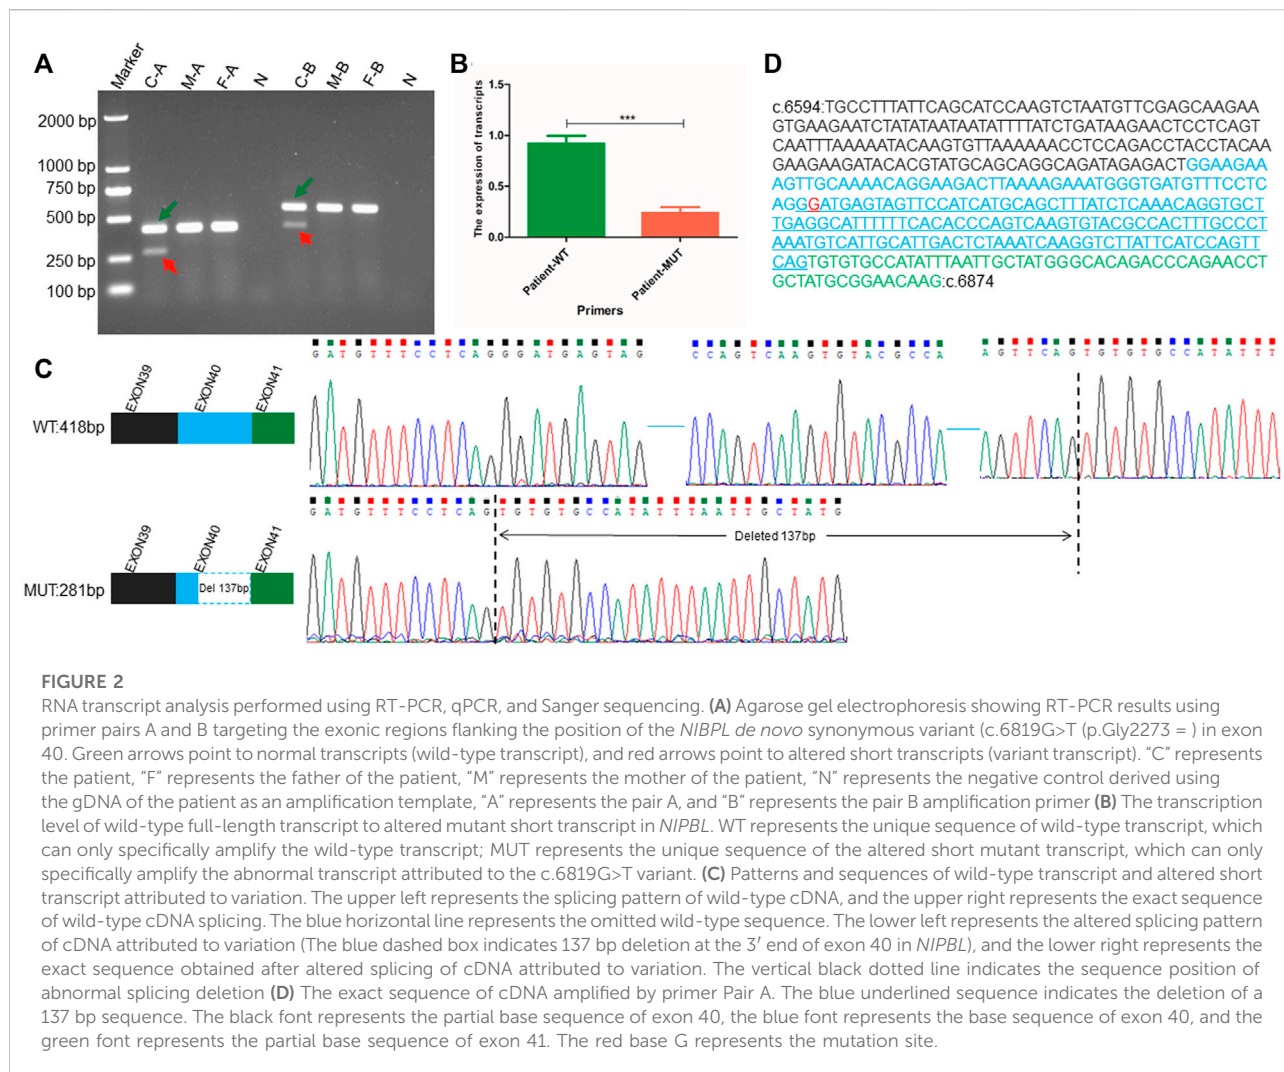 A
Marker
C-A
M-A
F-A
N
C-B
M-B
F-B
N
2000 bp
1000 bp
750 bp
500 bp
250 bp
100 bp
B
1.5
1.0
0.5
0.0
The expression of transcripts
***
Patient-WT
Patient-MUT
Primers
D
c.6594:TGCCTTTATTCAGCATCCAAGTCTAATGTTCGAGCAAGAA
GTGAAGAATCTATATAATAATATTTTATCTGATAAGAACTCCTCAGT
CAATTTAAAAATACAAGTGTTAAAAAACCTCCAGACCTACCTACAA
GAAGAAGATACACGTATGCAGCAGGCAGATAGAGACTGGAAGAA
AGTTGCAAAACAGGAAGACTTAAAAGAAATGGGTGATGTTTCCTC
AGGGATGAGTAGTTCCATCATGCAGCTTTATCTCAAACAGGTGCT
TGAGGCATTTTTTCACACCCAGTCAAGTGTACGCCACTTTGCCCT
AAATGTCATTGCATTGACTCTAAATCAAGGTCTTATTCATCCAGTT
CAGTGTGTGCCATATTTAATTGCTATGGGCACAGACCCAGAACCT
GCTATGCGGAACAAG:c.6874
C
EXON39
EXON40
EXON41
WT:418bp
GATGTTTCCTCAGGGATGAGTAG
CCAGTCAAGTGTACGCCA
AGTTCAGTGTGTGCCATATTT
GATGTTTCCTCAGTGTGTGCCATATTTAATTGCTATG
Deleted 137bp
EXON39
EXON40
EXON41
Del 137bp
MUT:281bp
FIGURE 2
RNA transcript analysis performed using RT-PCR, qPCR, and Sanger sequencing. (A) Agarose gel electrophoresis showing RT-PCR results using
primer pairs A and B targeting the exonic regions flanking the position of the NIBPL de novo synonymous variant (c.6819G>T (p.Gly2273 = ) in exon
40. Green arrows point to normal transcripts (wild-type transcript), and red arrows point to altered short transcripts (variant transcript). "C" represents
the patient, "F" represents the father of the patient, "M" represents the mother of the patient, "N" represents the negative control derived using
the gDNA of the patient as an amplification template, "A" represents the pair A, and "B" represents the pair B amplification primer (B) The transcription
level of wild-type full-length transcript to altered mutant short transcript in NIPBL. WT represents the unique sequence of wild-type transcript, which
can only specifically amplify the wild-type transcript; MUT represents the unique sequence of the altered short mutant transcript, which can only
specifically amplify the abnormal transcript attributed to the c.6819G>T variant. (C) Patterns and sequences of wild-type transcript and altered short
transcript attributed to variation. The upper left represents the splicing pattern of wild-type cDNA, and the upper right represents the exact sequence
of wild-type cDNA splicing. The blue horizontal line represents the omitted wild-type sequence. The lower left represents the altered splicing pattern
of cDNA attributed to variation (The blue dashed box indicates 137 bp deletion at the 3′ end of exon 40 in NIPBL), and the lower right represents the
exact sequence obtained after altered splicing of cDNA attributed to variation. The vertical black dotted line indicates the sequence position of
abnormal splicing deletion (D) The exact sequence of cDNA amplified by primer Pair A. The blue underlined sequence indicates the deletion of a
137 bp sequence. The black font represents the partial base sequence of exon 40, the blue font represents the base sequence of exon 40, and the
green font represents the partial base sequence of exon 41. The red base G represents the mutation site.